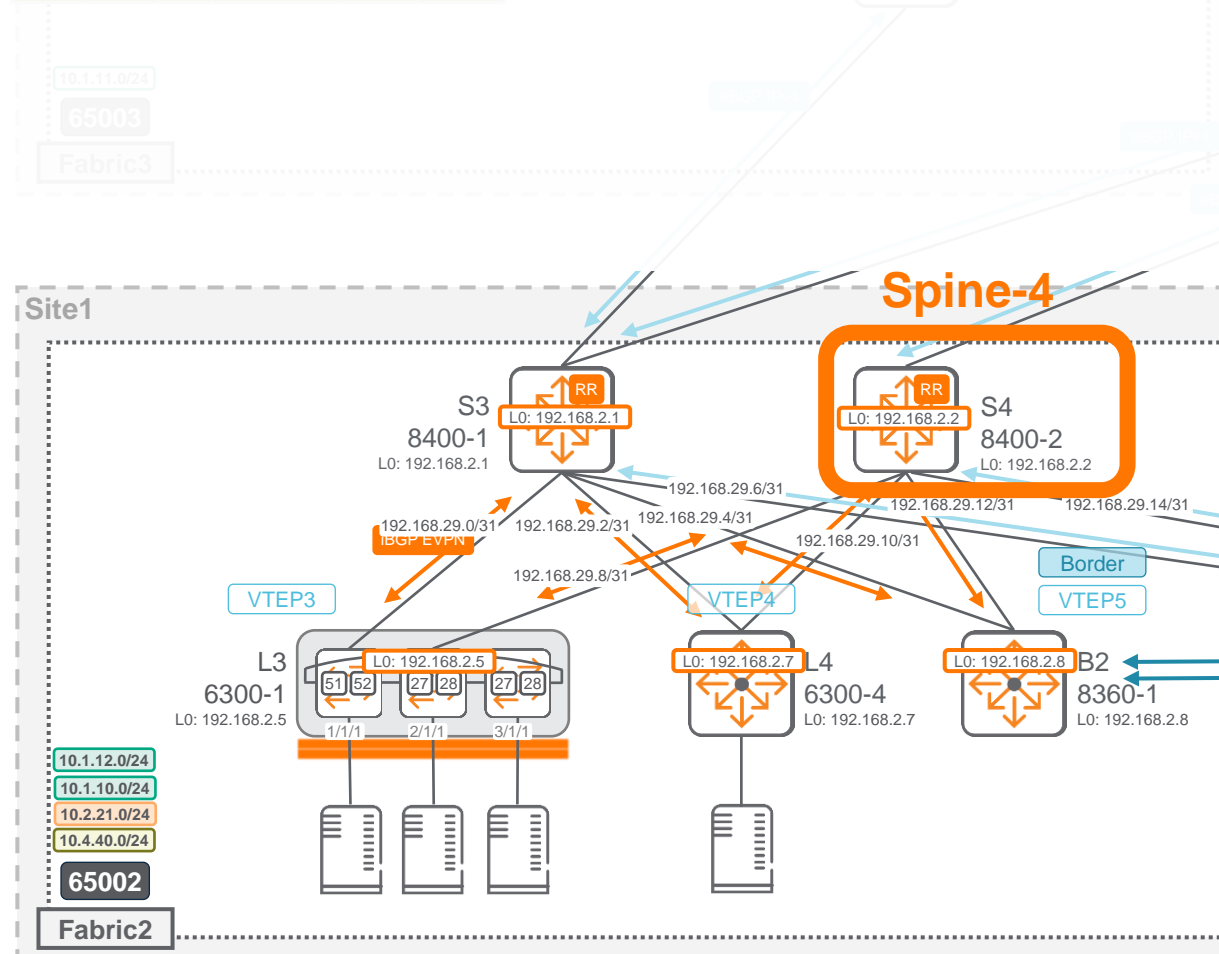 10.1.11.0/24
65003
Fabric3
Spine-4
Site1
RR
L0: 192.168.2.1
S3
8400-1
L0: 192.168.2.1
RR
L0: 192.168.2.2
S4
8400-2
L0: 192.168.2.2
192.168.29.6/31
192.168.29.12/31
192.168.29.14/31
192.168.29.0/31
192.168.29.2/31
192.168.29.4/31
IBGP EVPN
192.168.29.10/31
192.168.29.8/31
Border
VTEP3
VTEP4
VTEP5
L3
6300-1
L0: 192.168.2.5
L0: 192.168.2.5
51 52
27 28
27 28
1/1/1
2/1/1
3/1/1
L0: 192.168.2.7
L4
6300-4
L0: 192.168.2.7
L0: 192.168.2.8
B2
8360-1
L0: 192.168.2.8
10.1.12.0/24
10.1.10.0/24
10.2.21.0/24
10.4.40.0/24
65002
Fabric2